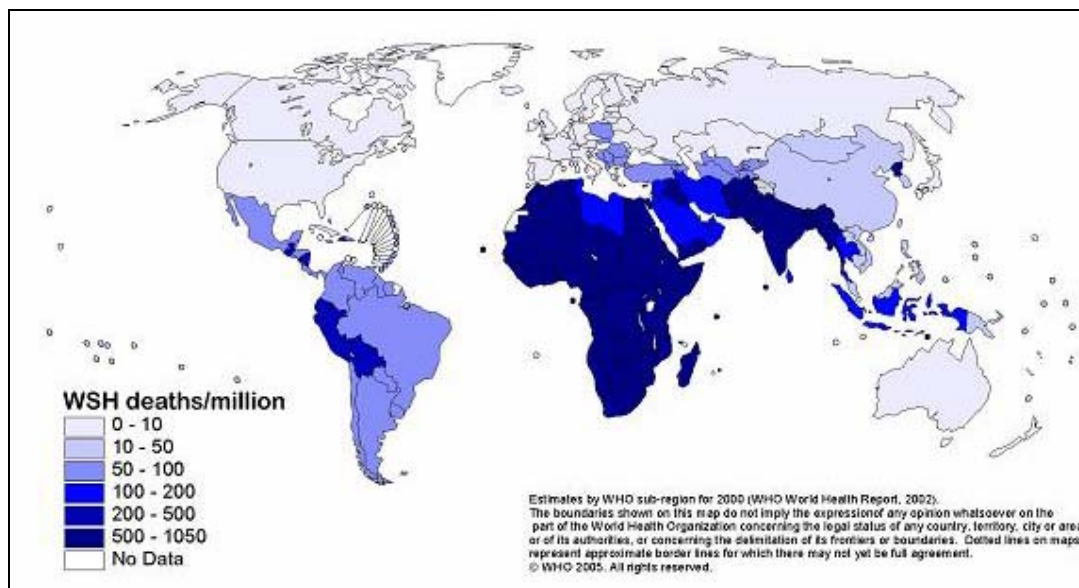 WSH deaths/million
0 - 10
10 - 50
50 - 100
100 - 200
200 - 500
500 - 1050
No Data
Estimates by WHO sub-region for 2000 (WHO World Health Report, 2002).
The boundaries shown on this map do not imply the expressionof any opinion whatsoever on the
part of the World Health Organization concerning the legal status of any country, territory, city or area
or of its authorities, or concerning the delimitation of its frontiers or boundaries. Dotted lines on maps
represent approximate border lines for which there may not yet be full agreement.
© WHO 2005. All rights reserved.